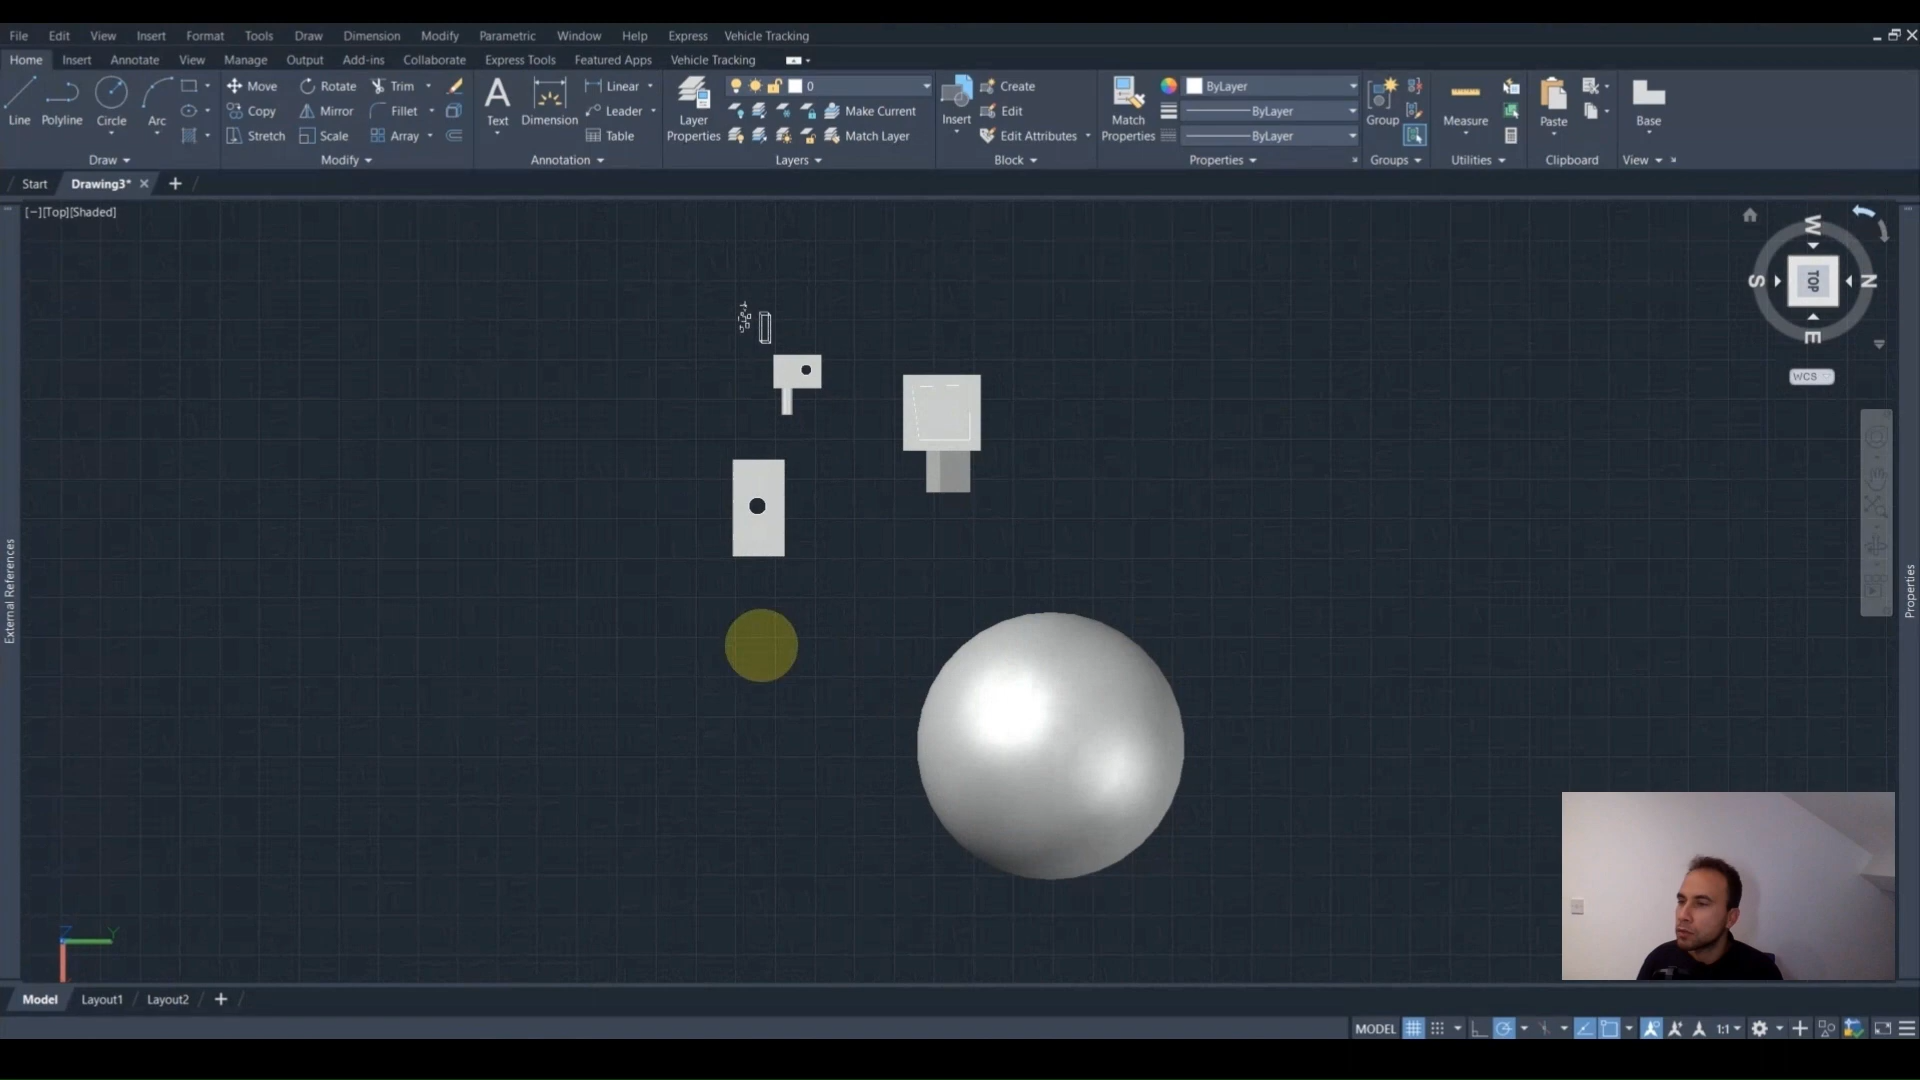 File Edit View Insert Format Tools Draw Dimension Modify Parametric Window Help Express Vehicle Tracking
Home Insert Annotate View Manage Output Add-ins Collaborate Express Tools Featured Apps Vehicle Tracking
Line Polyline Circle Arc
Move Rotate Trim
Copy Mirror Fillet
Stretch Scale Array
Text Dimension
Linear
Leader
Table
Layer Properties
0
Make Current
Match Layer
Insert
Create
Edit
Edit Attributes
Match Properties
ByLayer
ByLayer
ByLayer
Group
Measure
Paste
Base
Draw Modify Annotation Layers Block Properties Groups Utilities Clipboard View
Start Drawing3*
[−][Top][Shaded]
W
S TOP N
E
WCS
External References
Properties
Z Y
Model Layout1 Layout2
MODEL 1:1